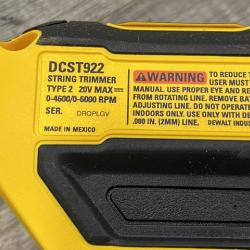 DCST922
STRING TRIMMER
TYPE 2 20V MAX⎓
0-4600/0-6000 RPM
SER. DRQPLGV
MADE IN MEXICO
⚠WARNING TO REDUCE T
USER MUST
MANUAL. USE PROPER EYE AND RE
FROM ROTATING LINE. REMOVE BA
ADJUSTING LINE. DO NOT OPERATE
INDOORS ONLY. USE ONLY WITH DE
.080 IN. (2MM) LINE. DEWALT INDUS